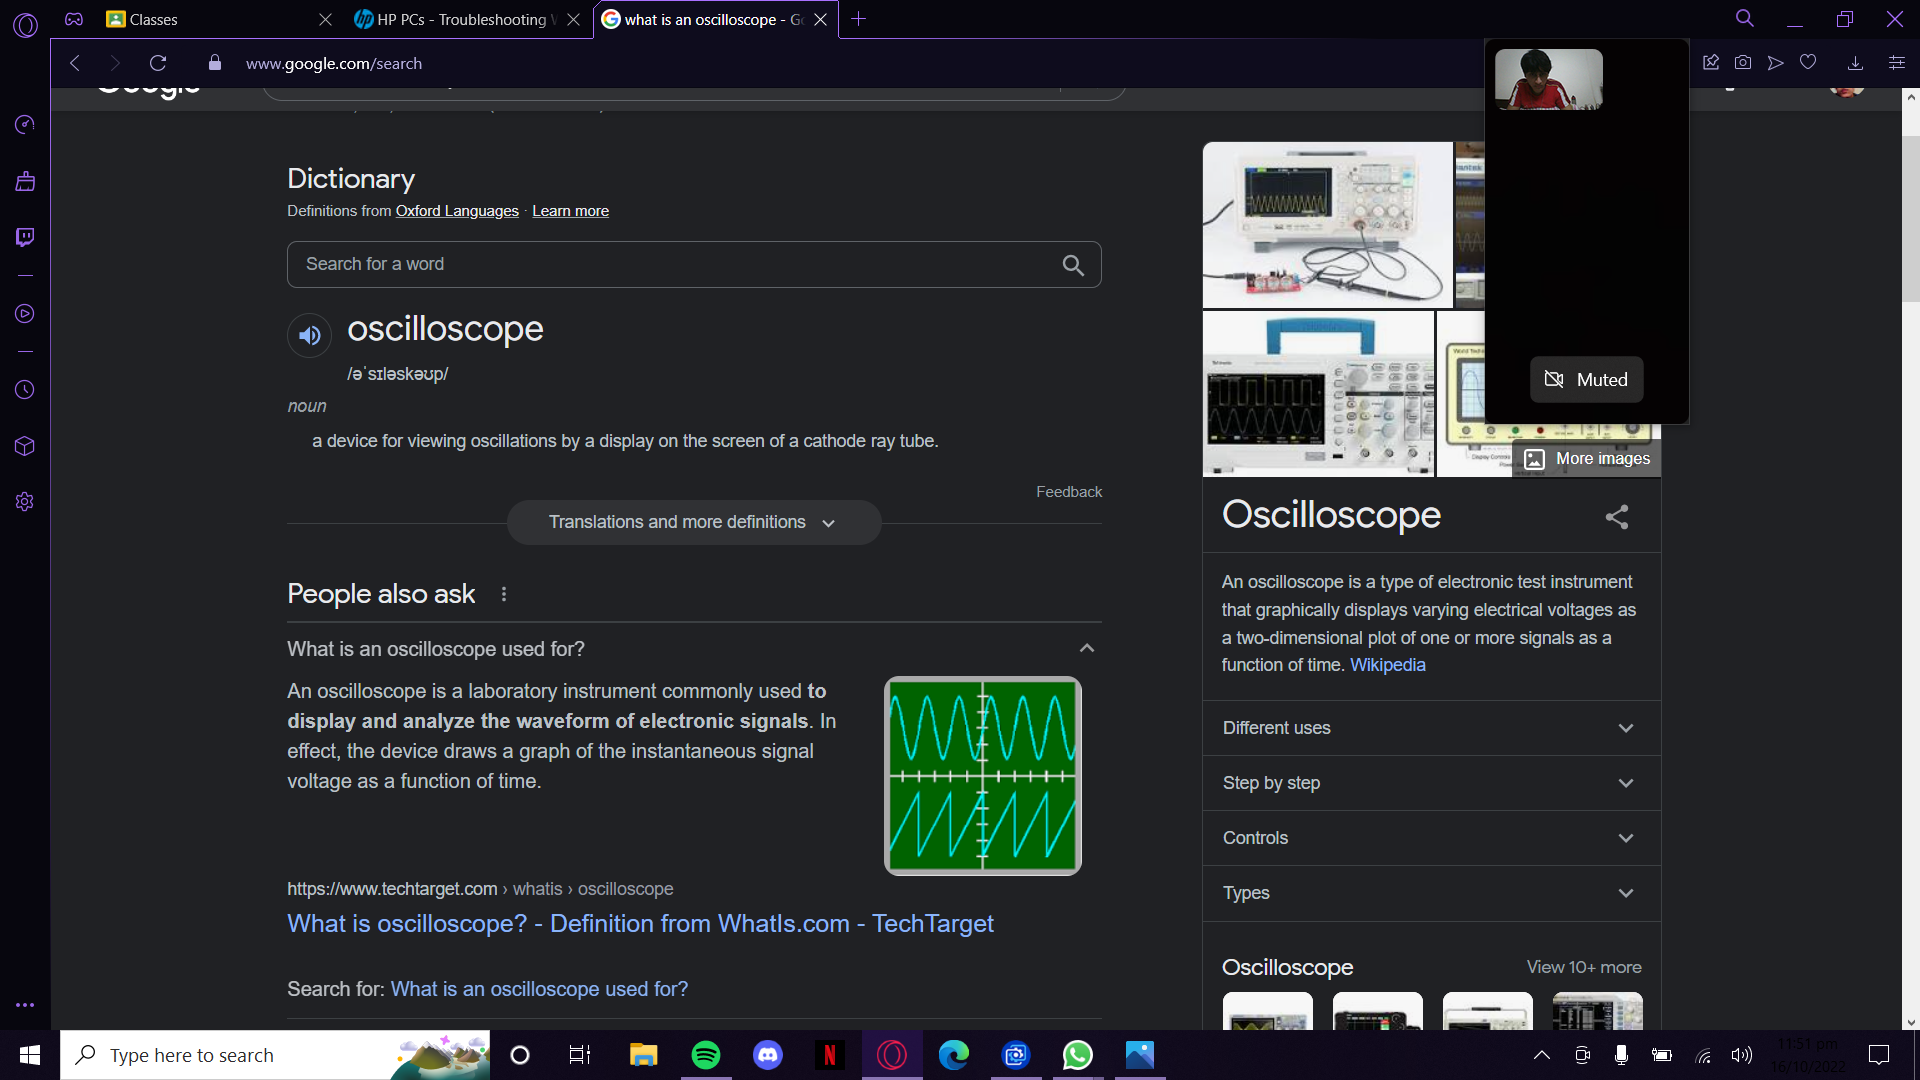 Classes
HP PCs - Troubleshooting
what is an oscilloscope - Go
www.google.com/search
Google
Dictionary
Definitions from Oxford Languages · Learn more
Search for a word
oscilloscope
/əˈsɪləskəʊp/
noun
a device for viewing oscillations by a display on the screen of a cathode ray tube.
Feedback
Translations and more definitions
People also ask
What is an oscilloscope used for?
An oscilloscope is a laboratory instrument commonly used to
display and analyze the waveform of electronic signals. In
effect, the device draws a graph of the instantaneous signal
voltage as a function of time.
https://www.techtarget.com › whatis › oscilloscope
What is oscilloscope? - Definition from WhatIs.com - TechTarget
Search for: What is an oscilloscope used for?
Muted
More images
Oscilloscope
An oscilloscope is a type of electronic test instrument
that graphically displays varying electrical voltages as
a two-dimensional plot of one or more signals as a
function of time. Wikipedia
Different uses
Step by step
Controls
Types
Oscilloscope
View 10+ more
Type here to search
11:51 pm
16/10/2022